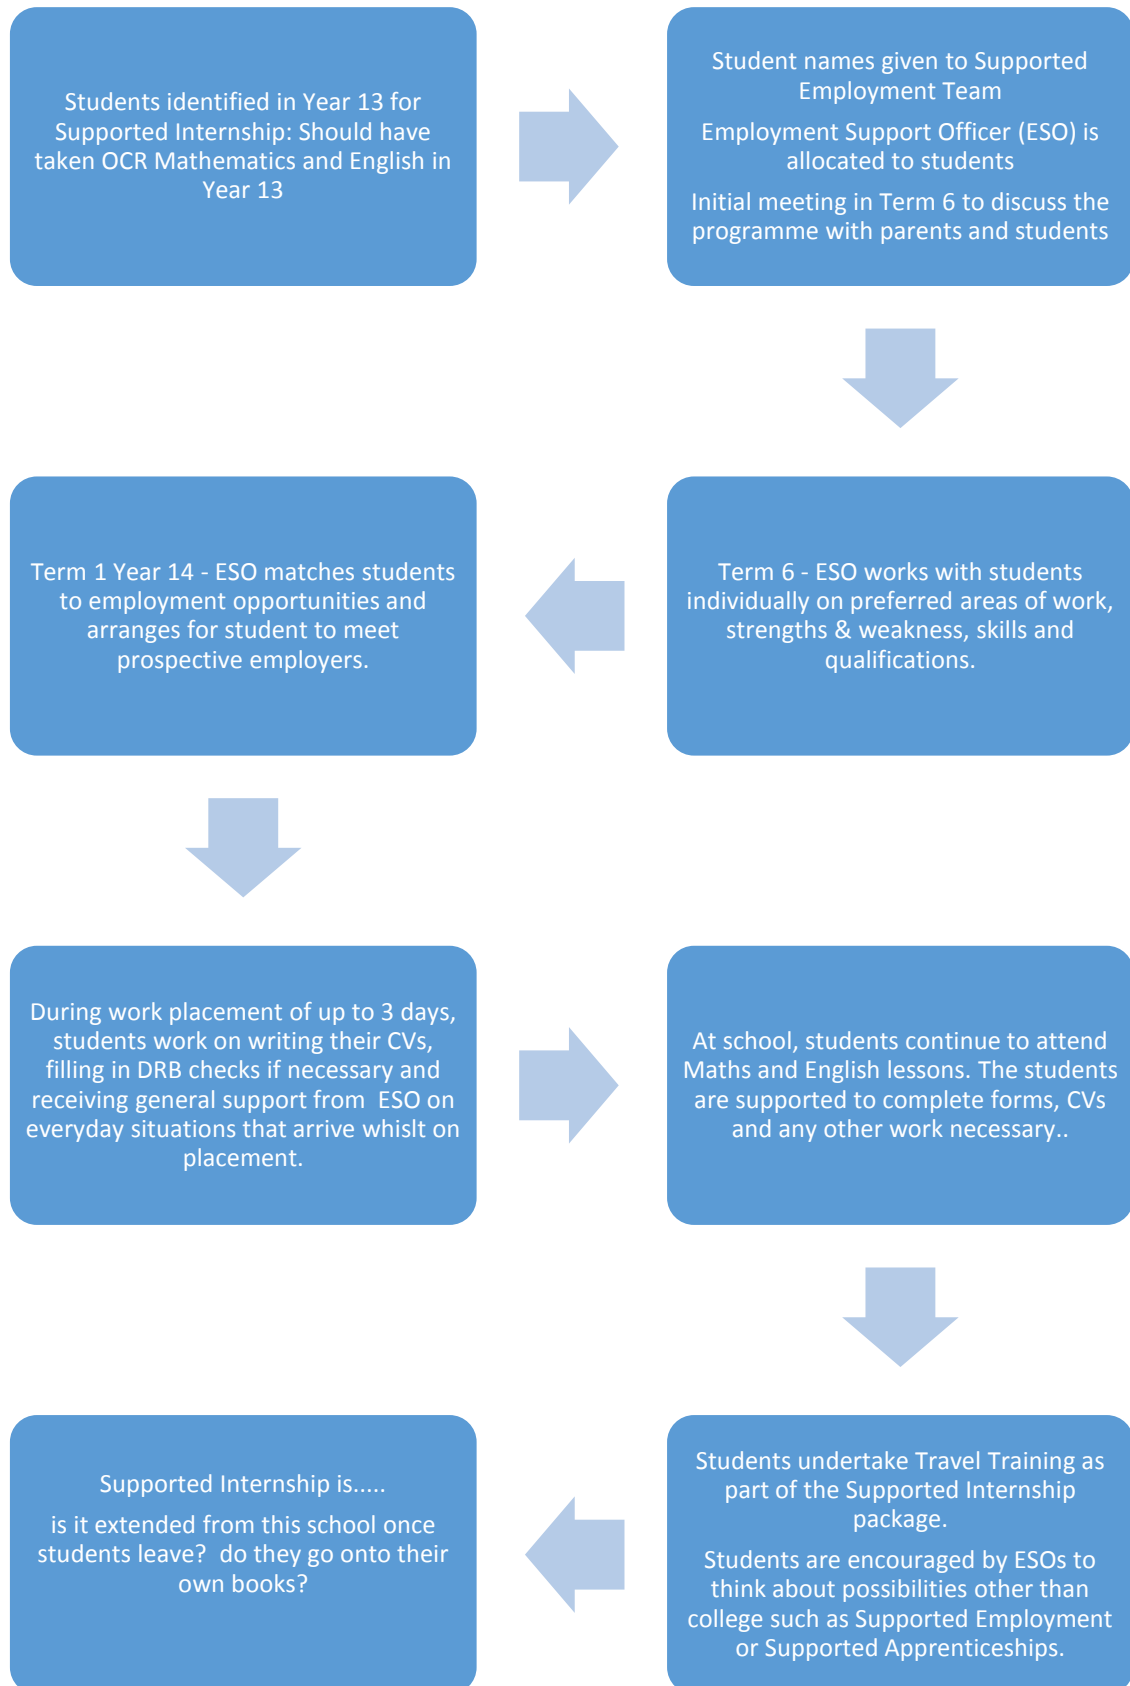 Students identified in Year 13 for
Supported Internship: Should have
taken OCR Mathematics and English in
Year 13
Student names given to Supported
Employment Team
Employment Support Officer (ESO) is
allocated to students
Initial meeting in Term 6 to discuss the
programme with parents and students
Term 6 - ESO works with students
individually on preferred areas of work,
strengths & weakness, skills and
qualifications.
Term 1 Year 14 - ESO matches students
to employment opportunities and
arranges for student to meet
prospective employers.
During work placement of up to 3 days,
students work on writing their CVs,
filling in DRB checks if necessary and
receiving general support from  ESO on
everyday situations that arrive whislt on
placement.
At school, students continue to attend
Maths and English lessons. The students
are supported to complete forms, CVs
and any other work necessary..
Students undertake Travel Training as
part of the Supported Internship
package.
Students are encouraged by ESOs to
think about possibilities other than
college such as Supported Employment
or Supported Apprenticeships.
Supported Internship is.....
is it extended from this school once
students leave?  do they go onto their
own books?